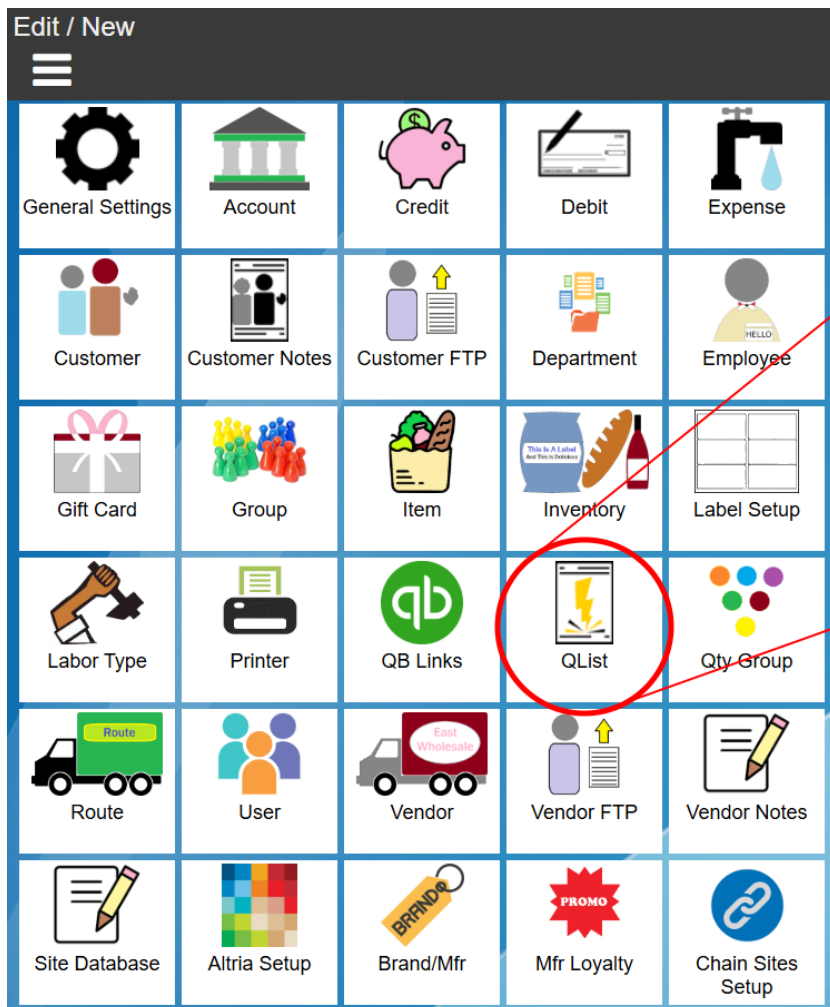 Edit / New
General Settings
Account
Credit
Debit
Expense
HELLO
Customer
Customer Notes
Customer FTP
Department
Employee
This Is A Label
And This is Delicious
Gift Card
Group
Item
Inventory
Label Setup
qb
Labor Type
Printer
QB Links
QList
Qty Group
Route
East
Wholesale
Route
User
Vendor
Vendor FTP
Vendor Notes
BRAND
PROMO
Site Database
Altria Setup
Brand/Mfr
Mfr Loyalty
Chain Sites
Setup